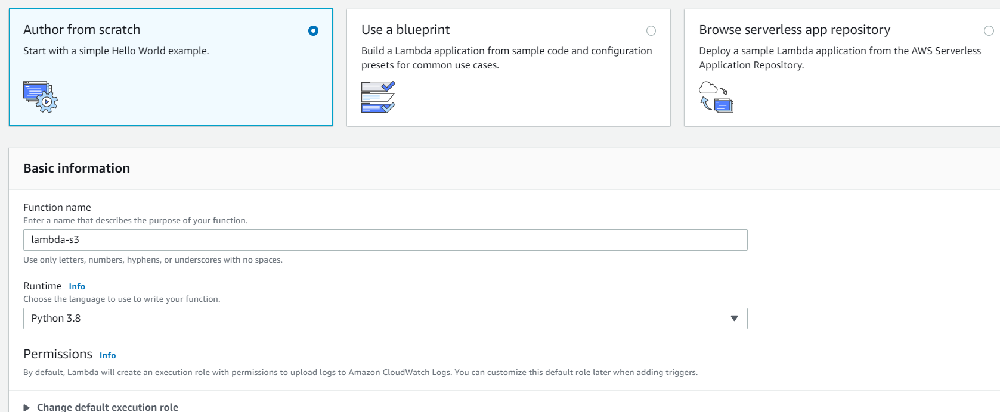 Author from scratch
Start with a simple Hello World example.
Use a blueprint
Build a Lambda application from sample code and configuration
presets for common use cases.
Browse serverless app repository
Deploy a sample Lambda application from the AWS Serverless
Application Repository.
Basic information
Function name
Enter a name that describes the purpose of your function.
lambda-s3
Use only letters, numbers, hyphens, or underscores with no spaces.
Runtime Info
Choose the language to use to write your function.
Python 3.8
Permissions Info
By default, Lambda will create an execution role with permissions to upload logs to Amazon CloudWatch Logs. You can customize this default role later when adding triggers.
Change default execution role